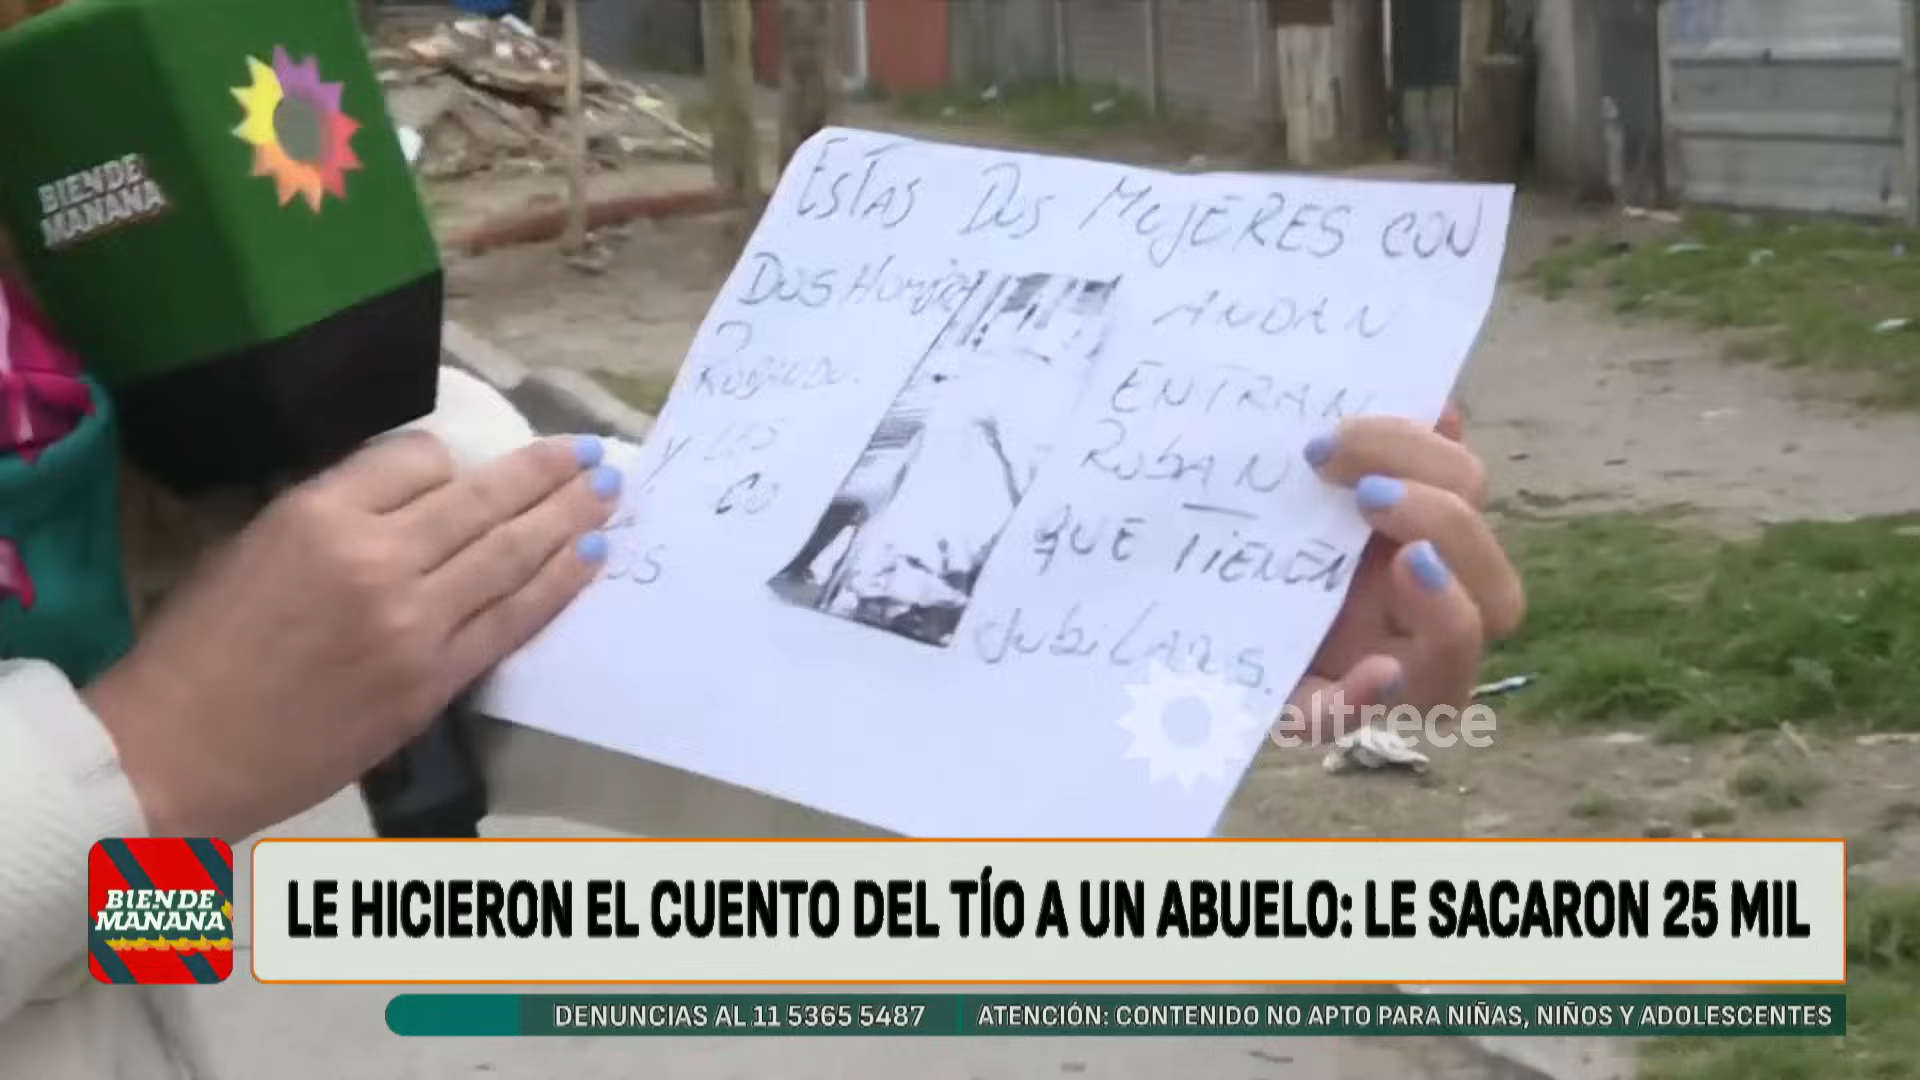 BIEN DE
MAÑANA
ESTAS DOS MUJERES CON
DOS HOMBRES
ANDAN
ROBANDO.
ENTRAN
Y LES
ROBAN
QUE TIENEN
JUBILADOS.
eltrece
BIEN DE
MAÑANA
LE HICIERON EL CUENTO DEL TÍO A UN ABUELO: LE SACARON 25 MIL
DENUNCIAS AL 11 5365 5487
ATENCIÓN: CONTENIDO NO APTO PARA NIÑAS, NIÑOS Y ADOLESCENTES